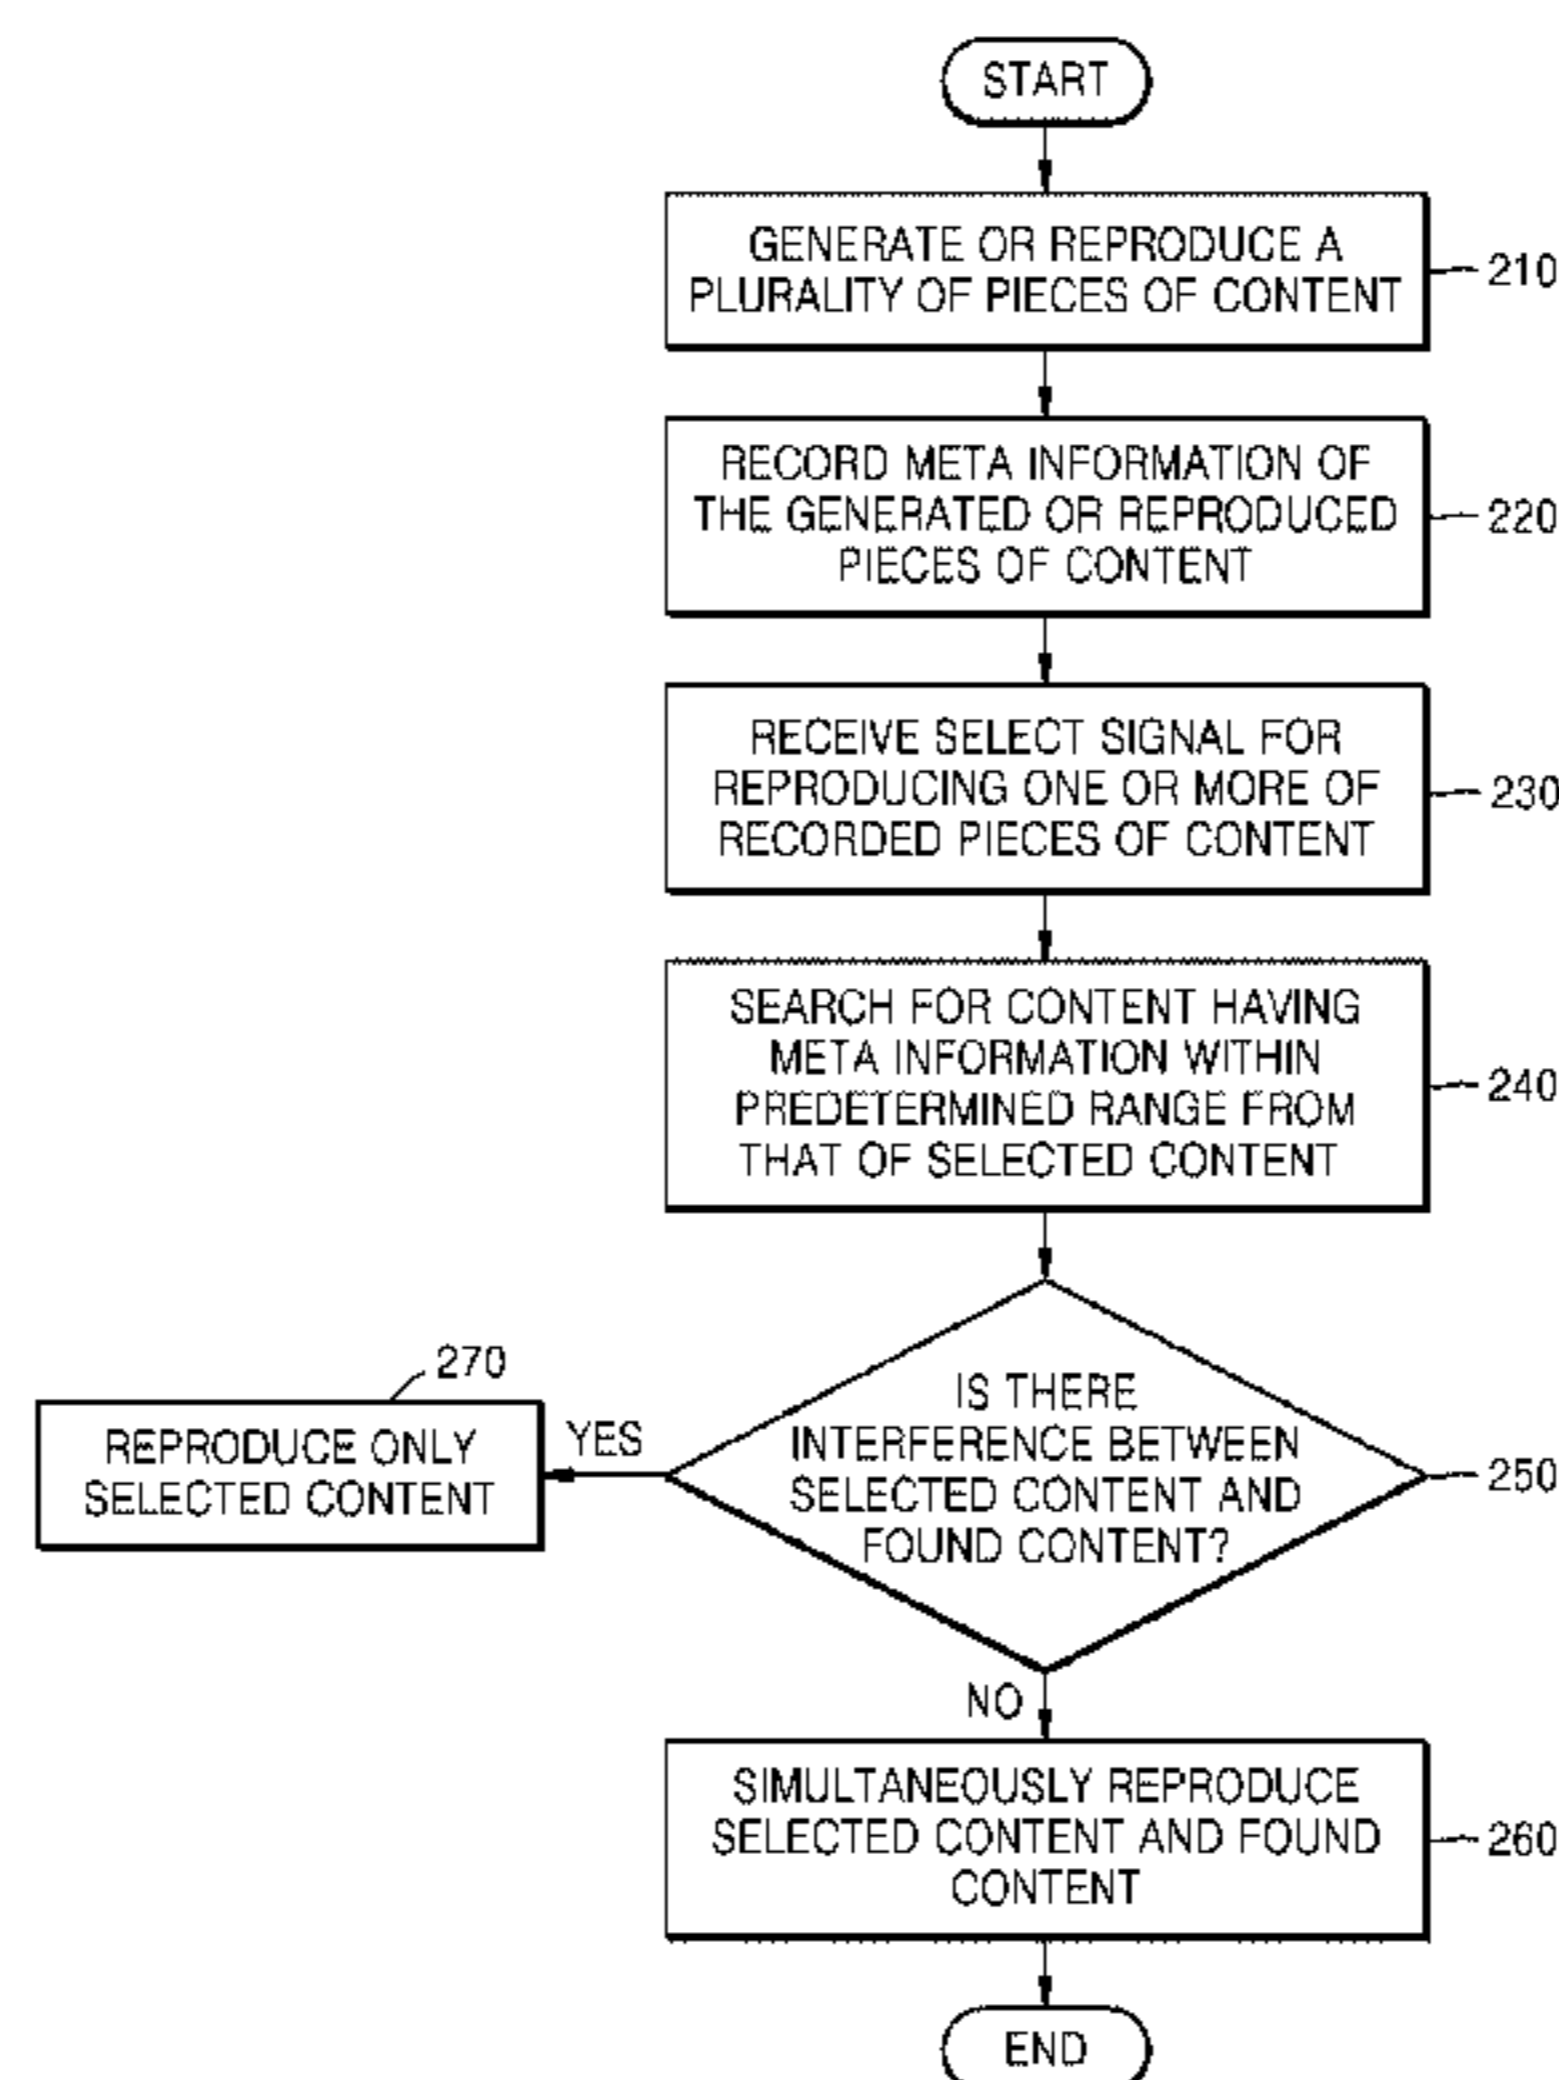 START
GENERATE OR REPRODUCE A
PLURALITY OF PIECES OF CONTENT
210
RECORD META INFORMATION OF
THE GENERATED OR REPRODUCED
PIECES OF CONTENT
220
RECEIVE SELECT SIGNAL FOR
REPRODUCING ONE OR MORE OF
RECORDED PIECES OF CONTENT
230
SEARCH FOR CONTENT HAVING
META INFORMATION WITHIN
PREDETERMINED RANGE FROM
THAT OF SELECTED CONTENT
240
IS THERE
INTERFERENCE BETWEEN
SELECTED CONTENT AND
FOUND CONTENT?
250
YES
270
REPRODUCE ONLY
SELECTED CONTENT
NO
SIMULTANEOUSLY REPRODUCE
SELECTED CONTENT AND FOUND
CONTENT
260
END